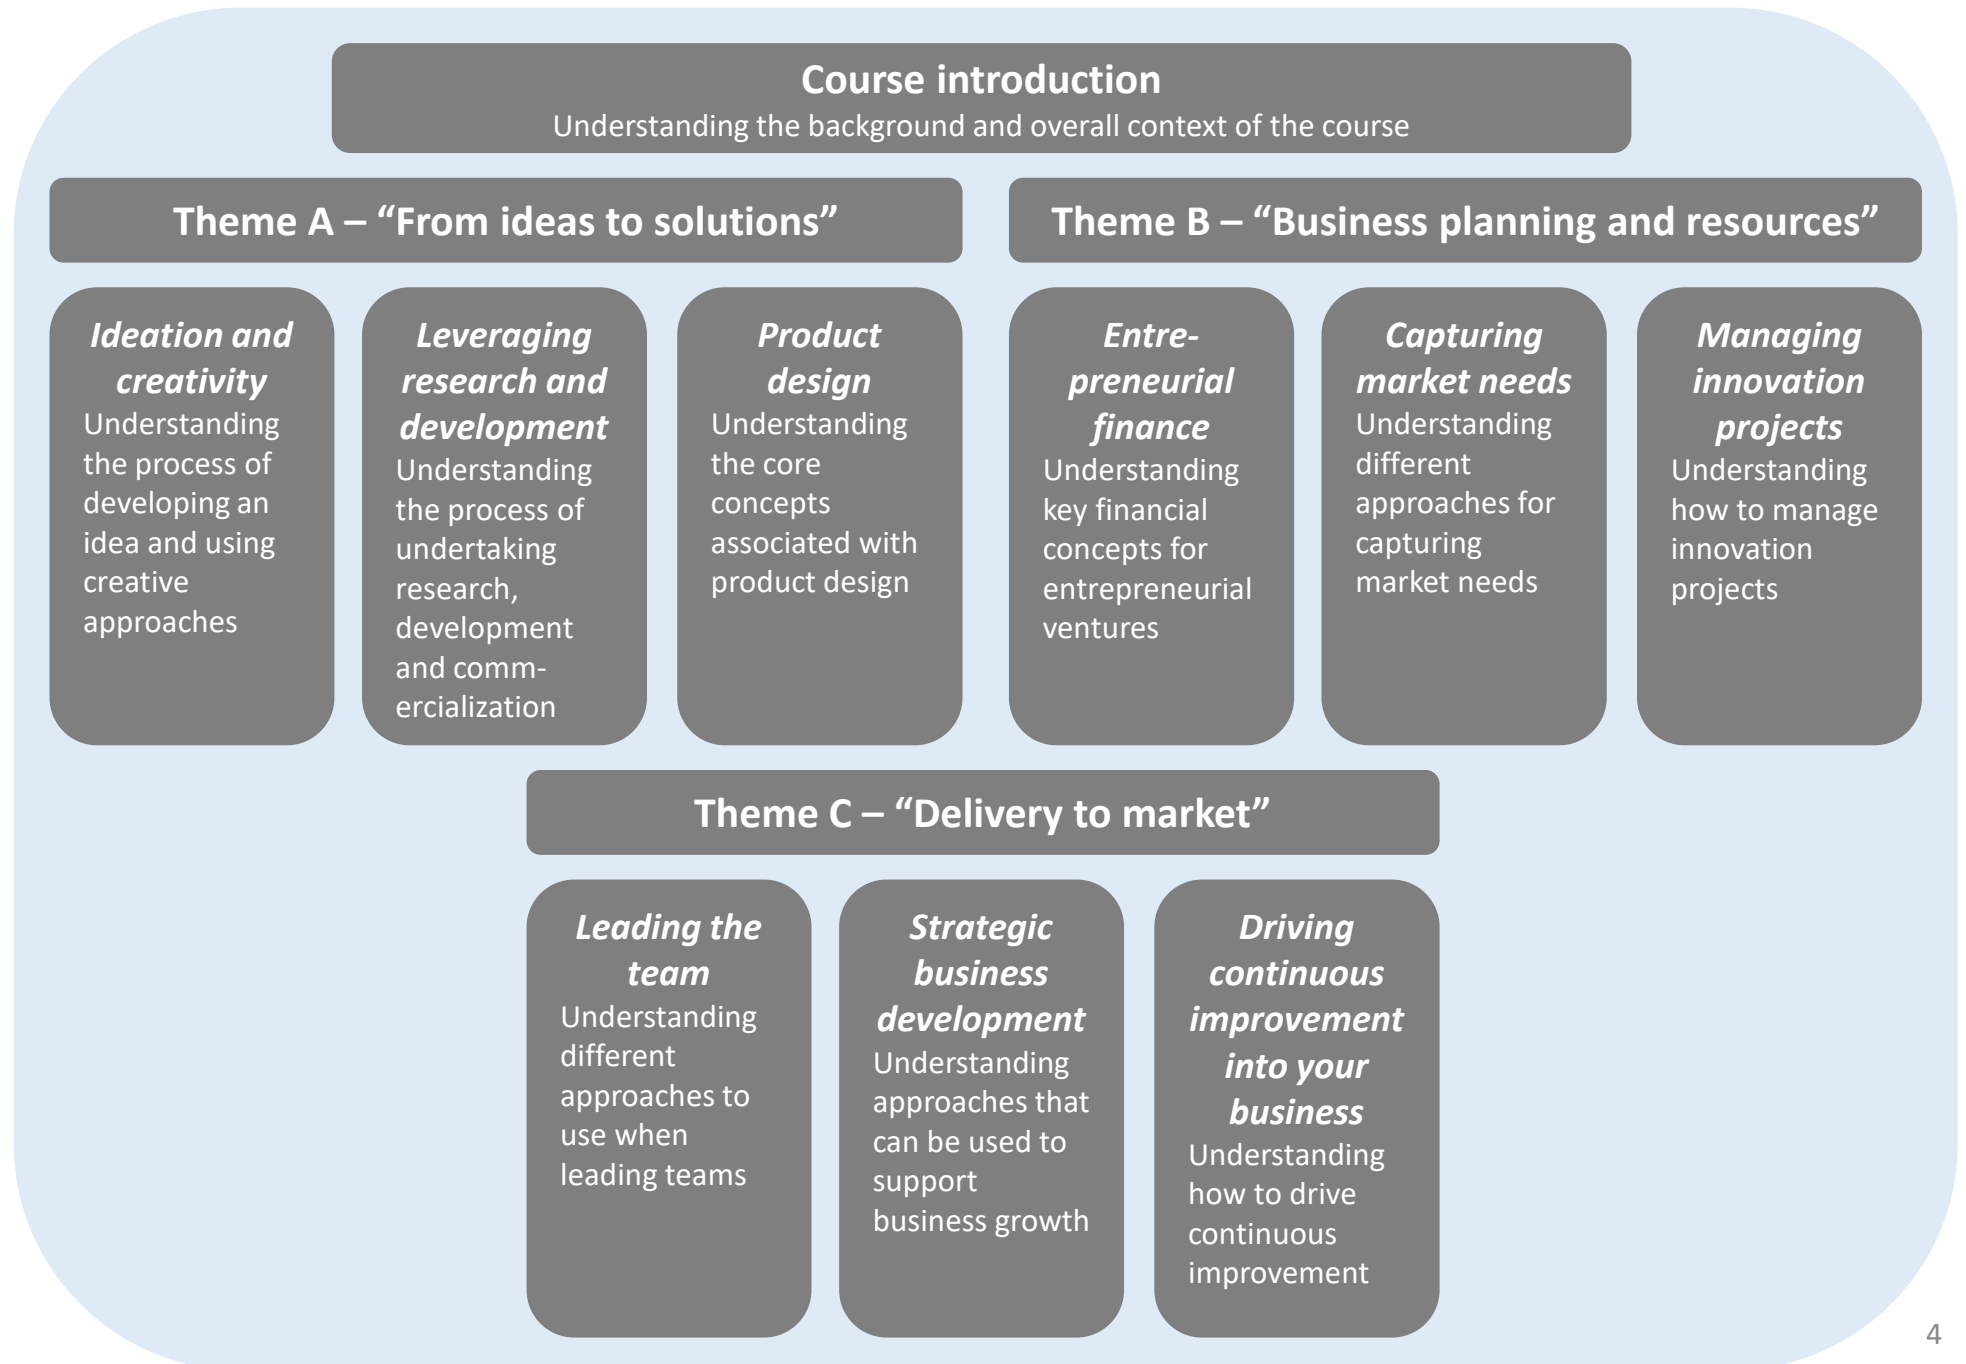 Course introduction
Understanding the background and overall context of the course
Theme A – “From ideas to solutions”
Ideation and
creativity
Understanding
the process of
developing an
idea and using
creative
approaches
Leveraging
research and
development
Understanding
the process of
undertaking
research,
development
and comm-
ercialization
Product
design
Understanding
the core
concepts
associated with
product design
Theme B – “Business planning and resources”
Entre-
preneurial
finance
Understanding
key financial
concepts for
entrepreneurial
ventures
Capturing
market needs
Understanding
different
approaches for
capturing
market needs
Managing
innovation
projects
Understanding
how to manage
innovation
projects
Theme C – “Delivery to market”
Leading the
team
Understanding
different
approaches to
use when
leading teams
Strategic
business
development
Understanding
approaches that
can be used to
support
business growth
Driving
continuous
improvement
into your
business
Understanding
how to drive
continuous
improvement
4